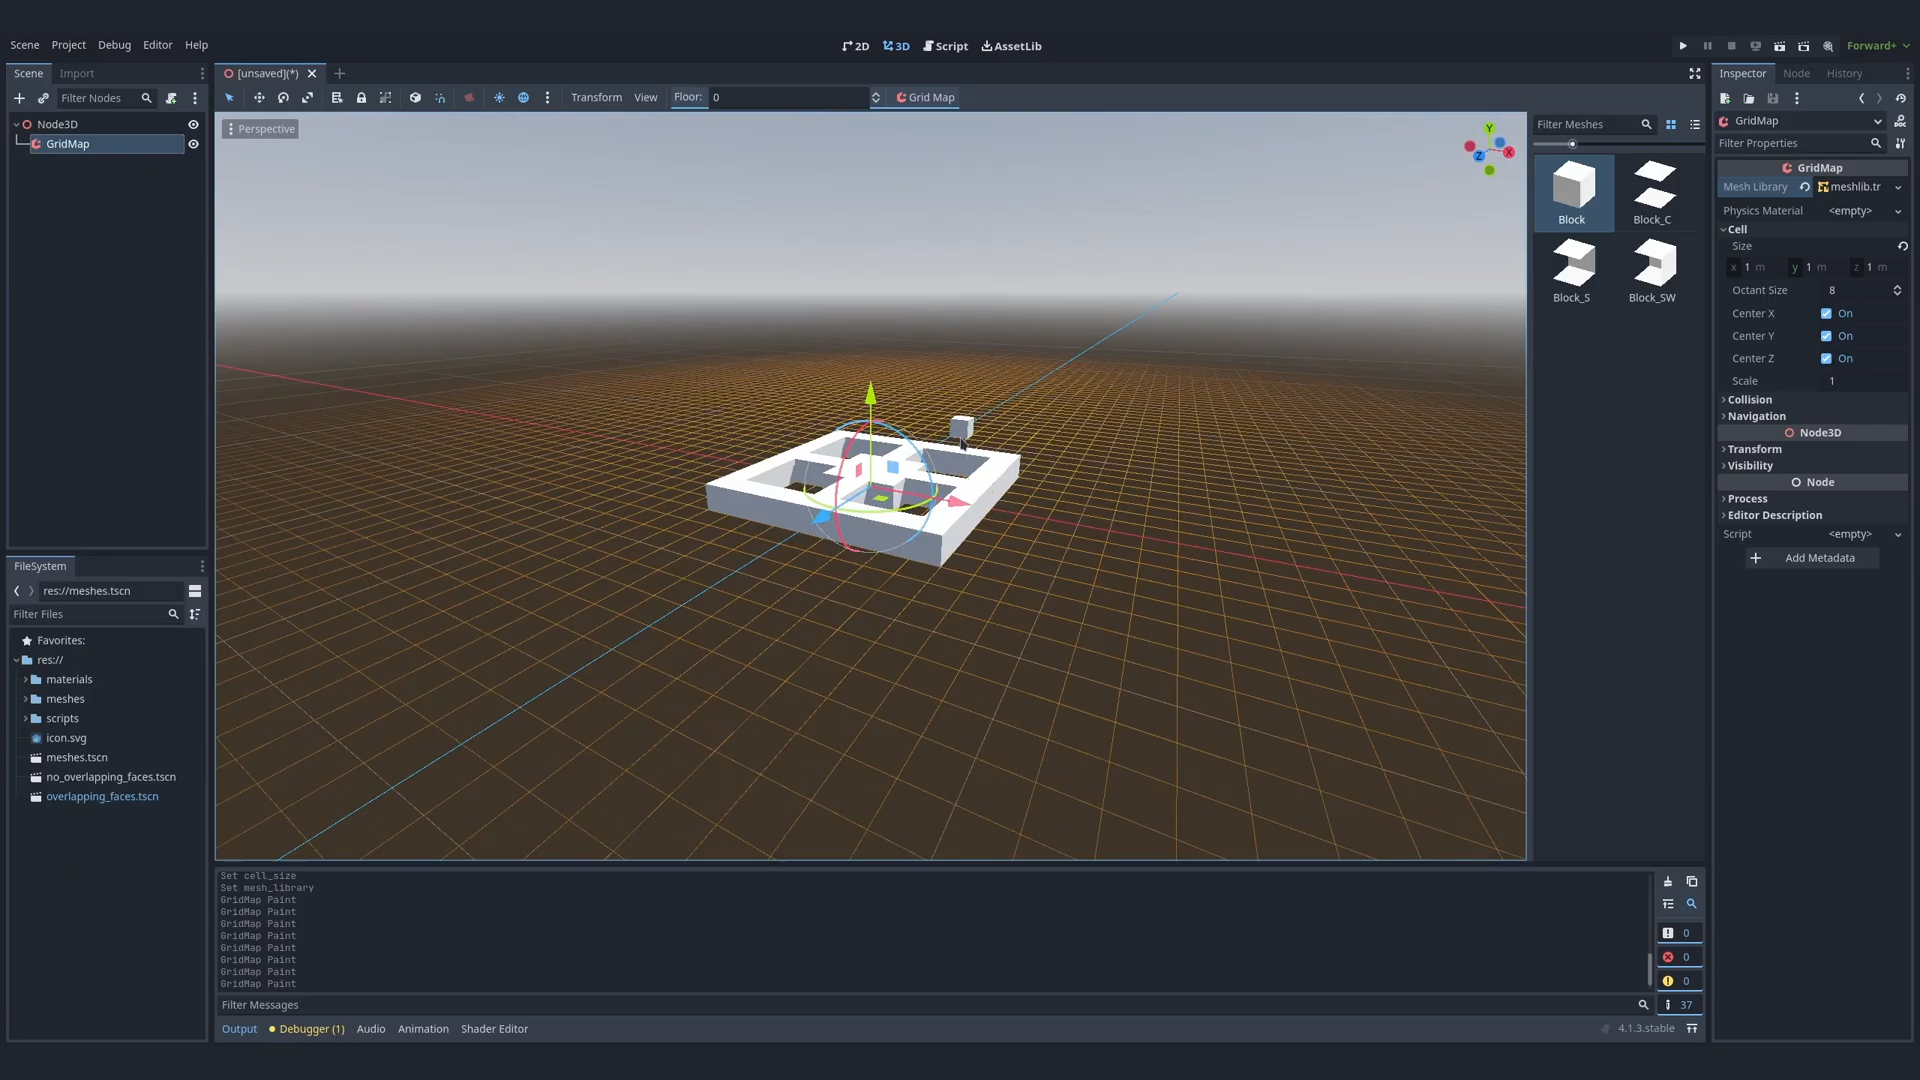 Scene Project Debug Editor Help
2D 3D Script AssetLib
Forward+
Scene Import
[unsaved](*)
Inspector Node History
Filter Nodes
Transform View Floor: 0 Grid Map
Node3D
GridMap
Perspective
Y
X
Z
Filter Meshes
Block
Block_C
Block_S
Block_SW
GridMap
Filter Properties
GridMap
Mesh Library meshlib.tr
Physics Material <empty>
Cell
Size
x 1 m y 1 m z 1 m
Octant Size 8
Center X On
Center Y On
Center Z On
Scale 1
Collision
Navigation
Node3D
Transform
Visibility
Node
Process
Editor Description
Script <empty>
Add Metadata
FileSystem
res://meshes.tscn
Filter Files
Favorites:
res://
materials
meshes
scripts
icon.svg
meshes.tscn
no_overlapping_faces.tscn
overlapping_faces.tscn
Set cell_size
Set mesh_library
GridMap Paint
GridMap Paint
GridMap Paint
GridMap Paint
GridMap Paint
GridMap Paint
GridMap Paint
GridMap Paint
0
0
0
37
Filter Messages
Output Debugger (1) Audio Animation Shader Editor
4.1.3.stable